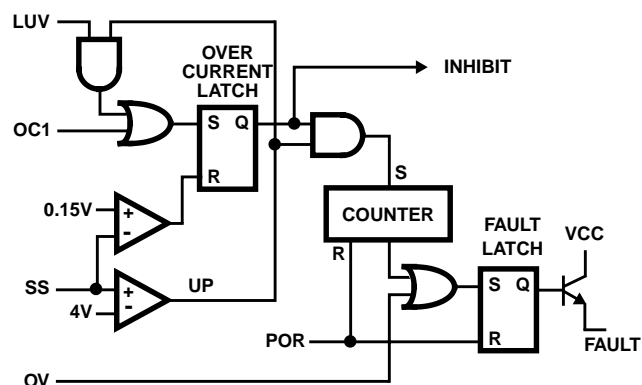 LUV
OVER
CURRENT
LATCH
INHIBIT
S Q
OC1
R
S
0.15V
+
-
COUNTER
FAULT
LATCH
VCC
R
SS
+
-
UP
4V
S Q
POR
R
FAULT
OV